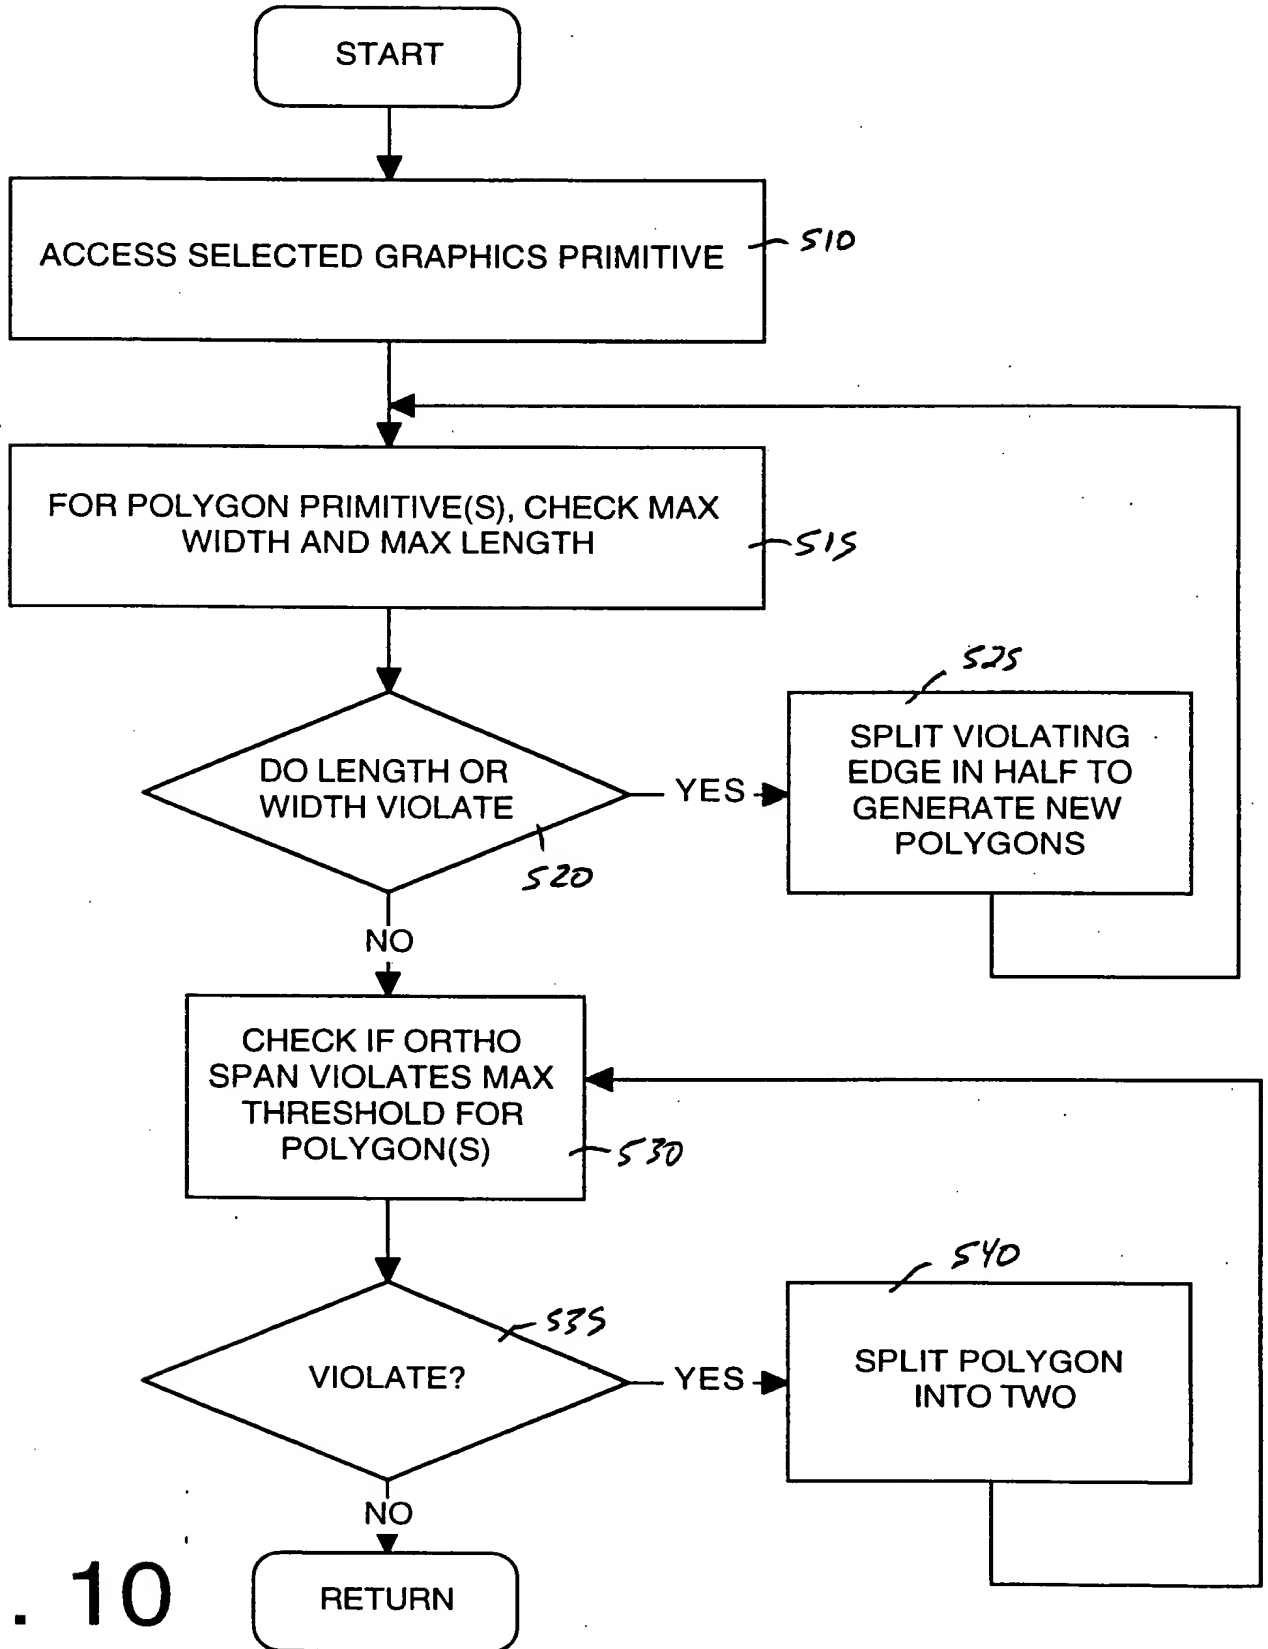 START
ACCESS SELECTED GRAPHICS PRIMITIVE
510
FOR POLYGON PRIMITIVE(S), CHECK MAX
WIDTH AND MAX LENGTH
515
DO LENGTH OR
WIDTH VIOLATE
520
YES
525
SPLIT VIOLATING
EDGE IN HALF TO
GENERATE NEW
POLYGONS
NO
CHECK IF ORTHO
SPAN VIOLATES MAX
THRESHOLD FOR
POLYGON(S)
530
VIOLATE?
535
YES
540
SPLIT POLYGON
INTO TWO
NO
RETURN
. 10